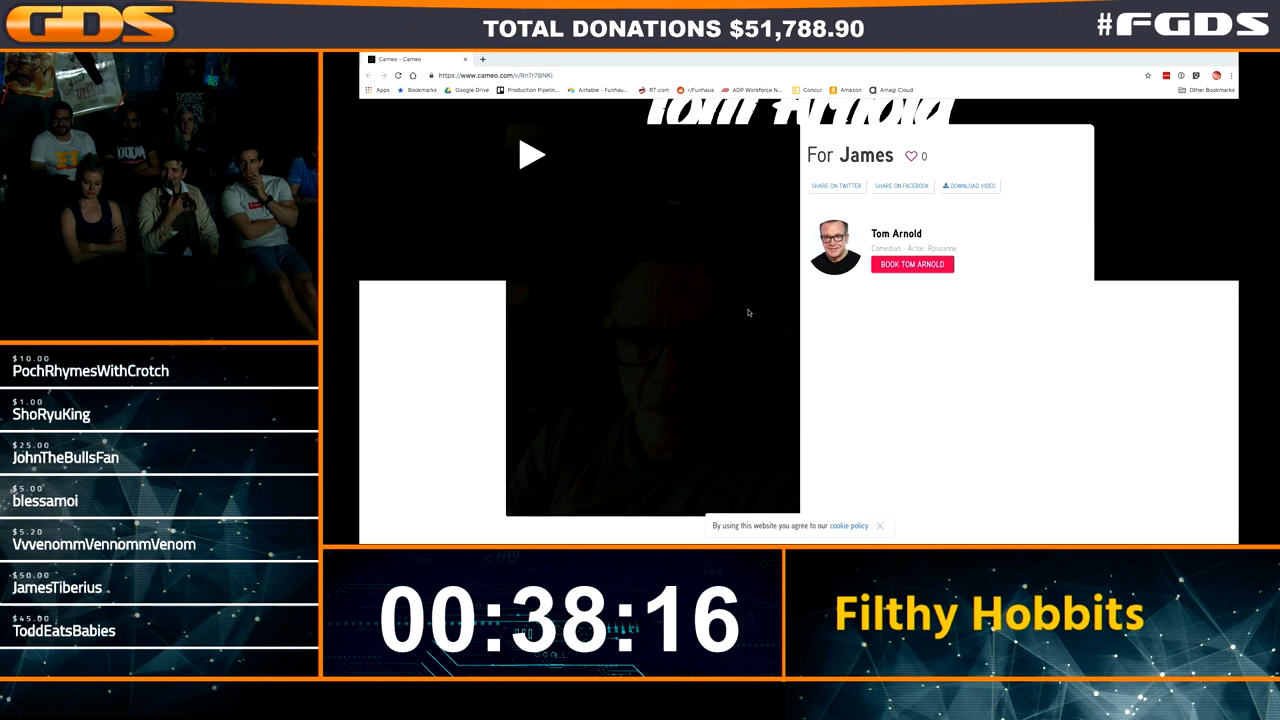 GDS
TOTAL DONATIONS $51,788.90
#FGDS
Cameo - Cameo
https://www.cameo.com/v/RnTr7BNKl
Apps
Bookmarks
Google Drive
Production Pipelin...
Airtable - Funhau...
RT.com
r/Funhaus
ADP Workforce N...
Concur
Amazon
Amagi Cloud
Other Bookmarks
Tom Arnold
For James
0
SHARE ON TWITTER
SHARE ON FACEBOOK
DOWNLOAD VIDEO
Tom Arnold
Comedian - Actor- Roseanne
BOOK TOM ARNOLD
By using this website you agree to our cookie policy
$10.00
PochRhymesWithCrotch
$1.00
ShoRyuKing
$25.00
JohnTheBullsFan
$5.00
blessamoi
$5.20
VvvenommVennommVenom
$50.00
JamesTiberius
$45.00
ToddEatsBabies
00:38:16
Filthy Hobbits
DOOM